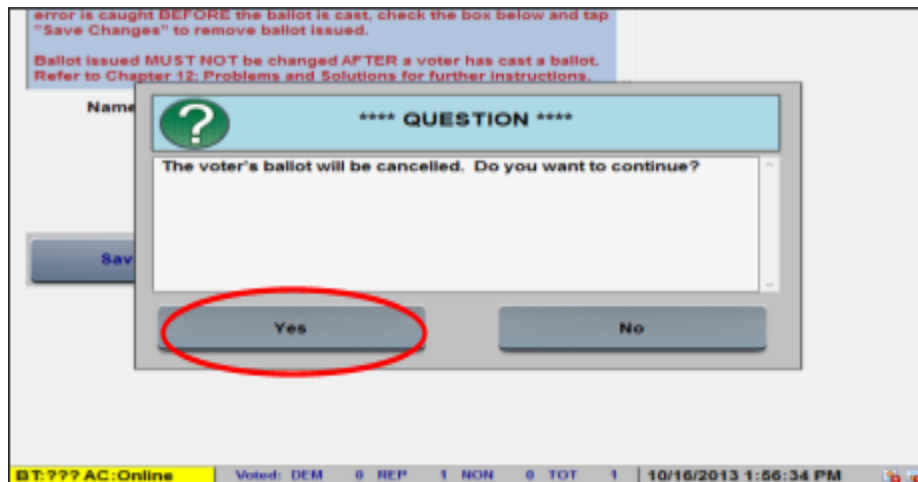 error is caught BEFORE the ballot is cast, check the box below and tap
"Save Changes" to remove ballot issued.
Ballot issued MUST NOT be changed AFTER a voter has cast a ballot.
Refer to Chapter 12: Problems and Solutions for further instructions.
Name
**** QUESTION ****
The voter's ballot will be cancelled. Do you want to continue?
Sav
Yes
No
BT:??? AC:Online Voted: DEM 0 REP 1 NON 0 TOT 1 10/16/2013 1:56:34 PM